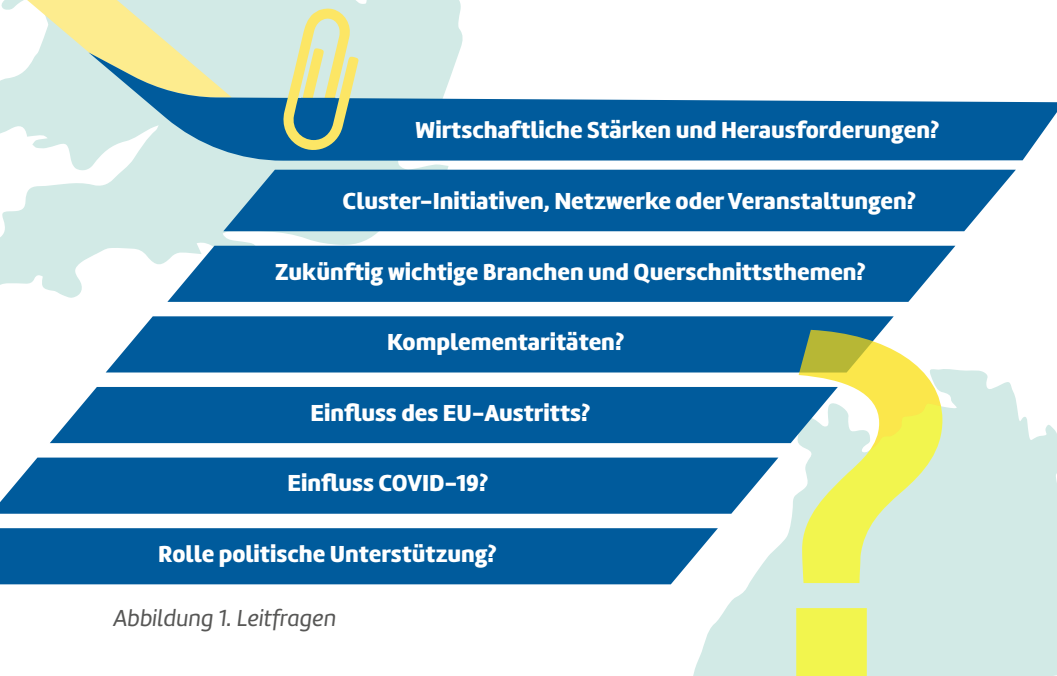 Wirtschaftliche Stärken und Herausforderungen?
Cluster-Initiativen, Netzwerke oder Veranstaltungen?
Zukünftig wichtige Branchen und Querschnittsthemen?
Komplementaritäten?
Einfluss des EU-Austritts?
Einfluss COVID-19?
Rolle politische Unterstützung?
Abbildung 1. Leitfragen